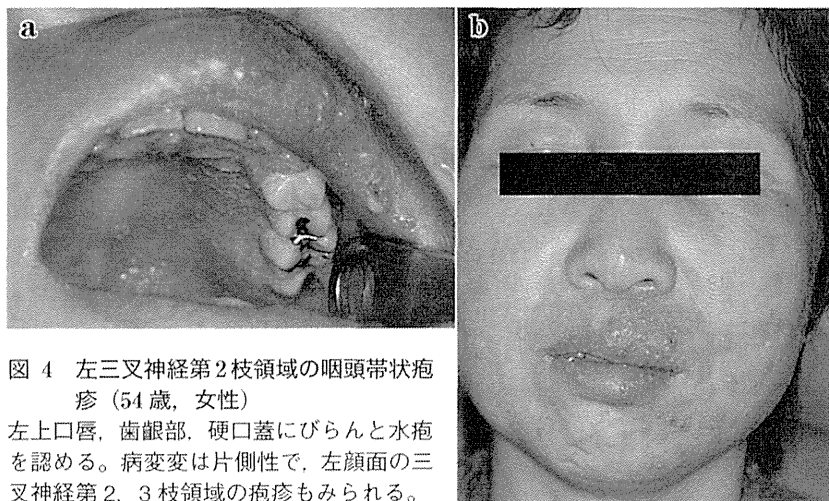 a
b
図 4 左三叉神経第2枝領域の咽頭帯状疱
疹（54歳，女性）
左上口唇，歯齦部，硬口蓋にびらんと水疱
を認める。病変変は片側性で，左顔面の三
叉神経第2，3枝領域の疱疹もみられる。